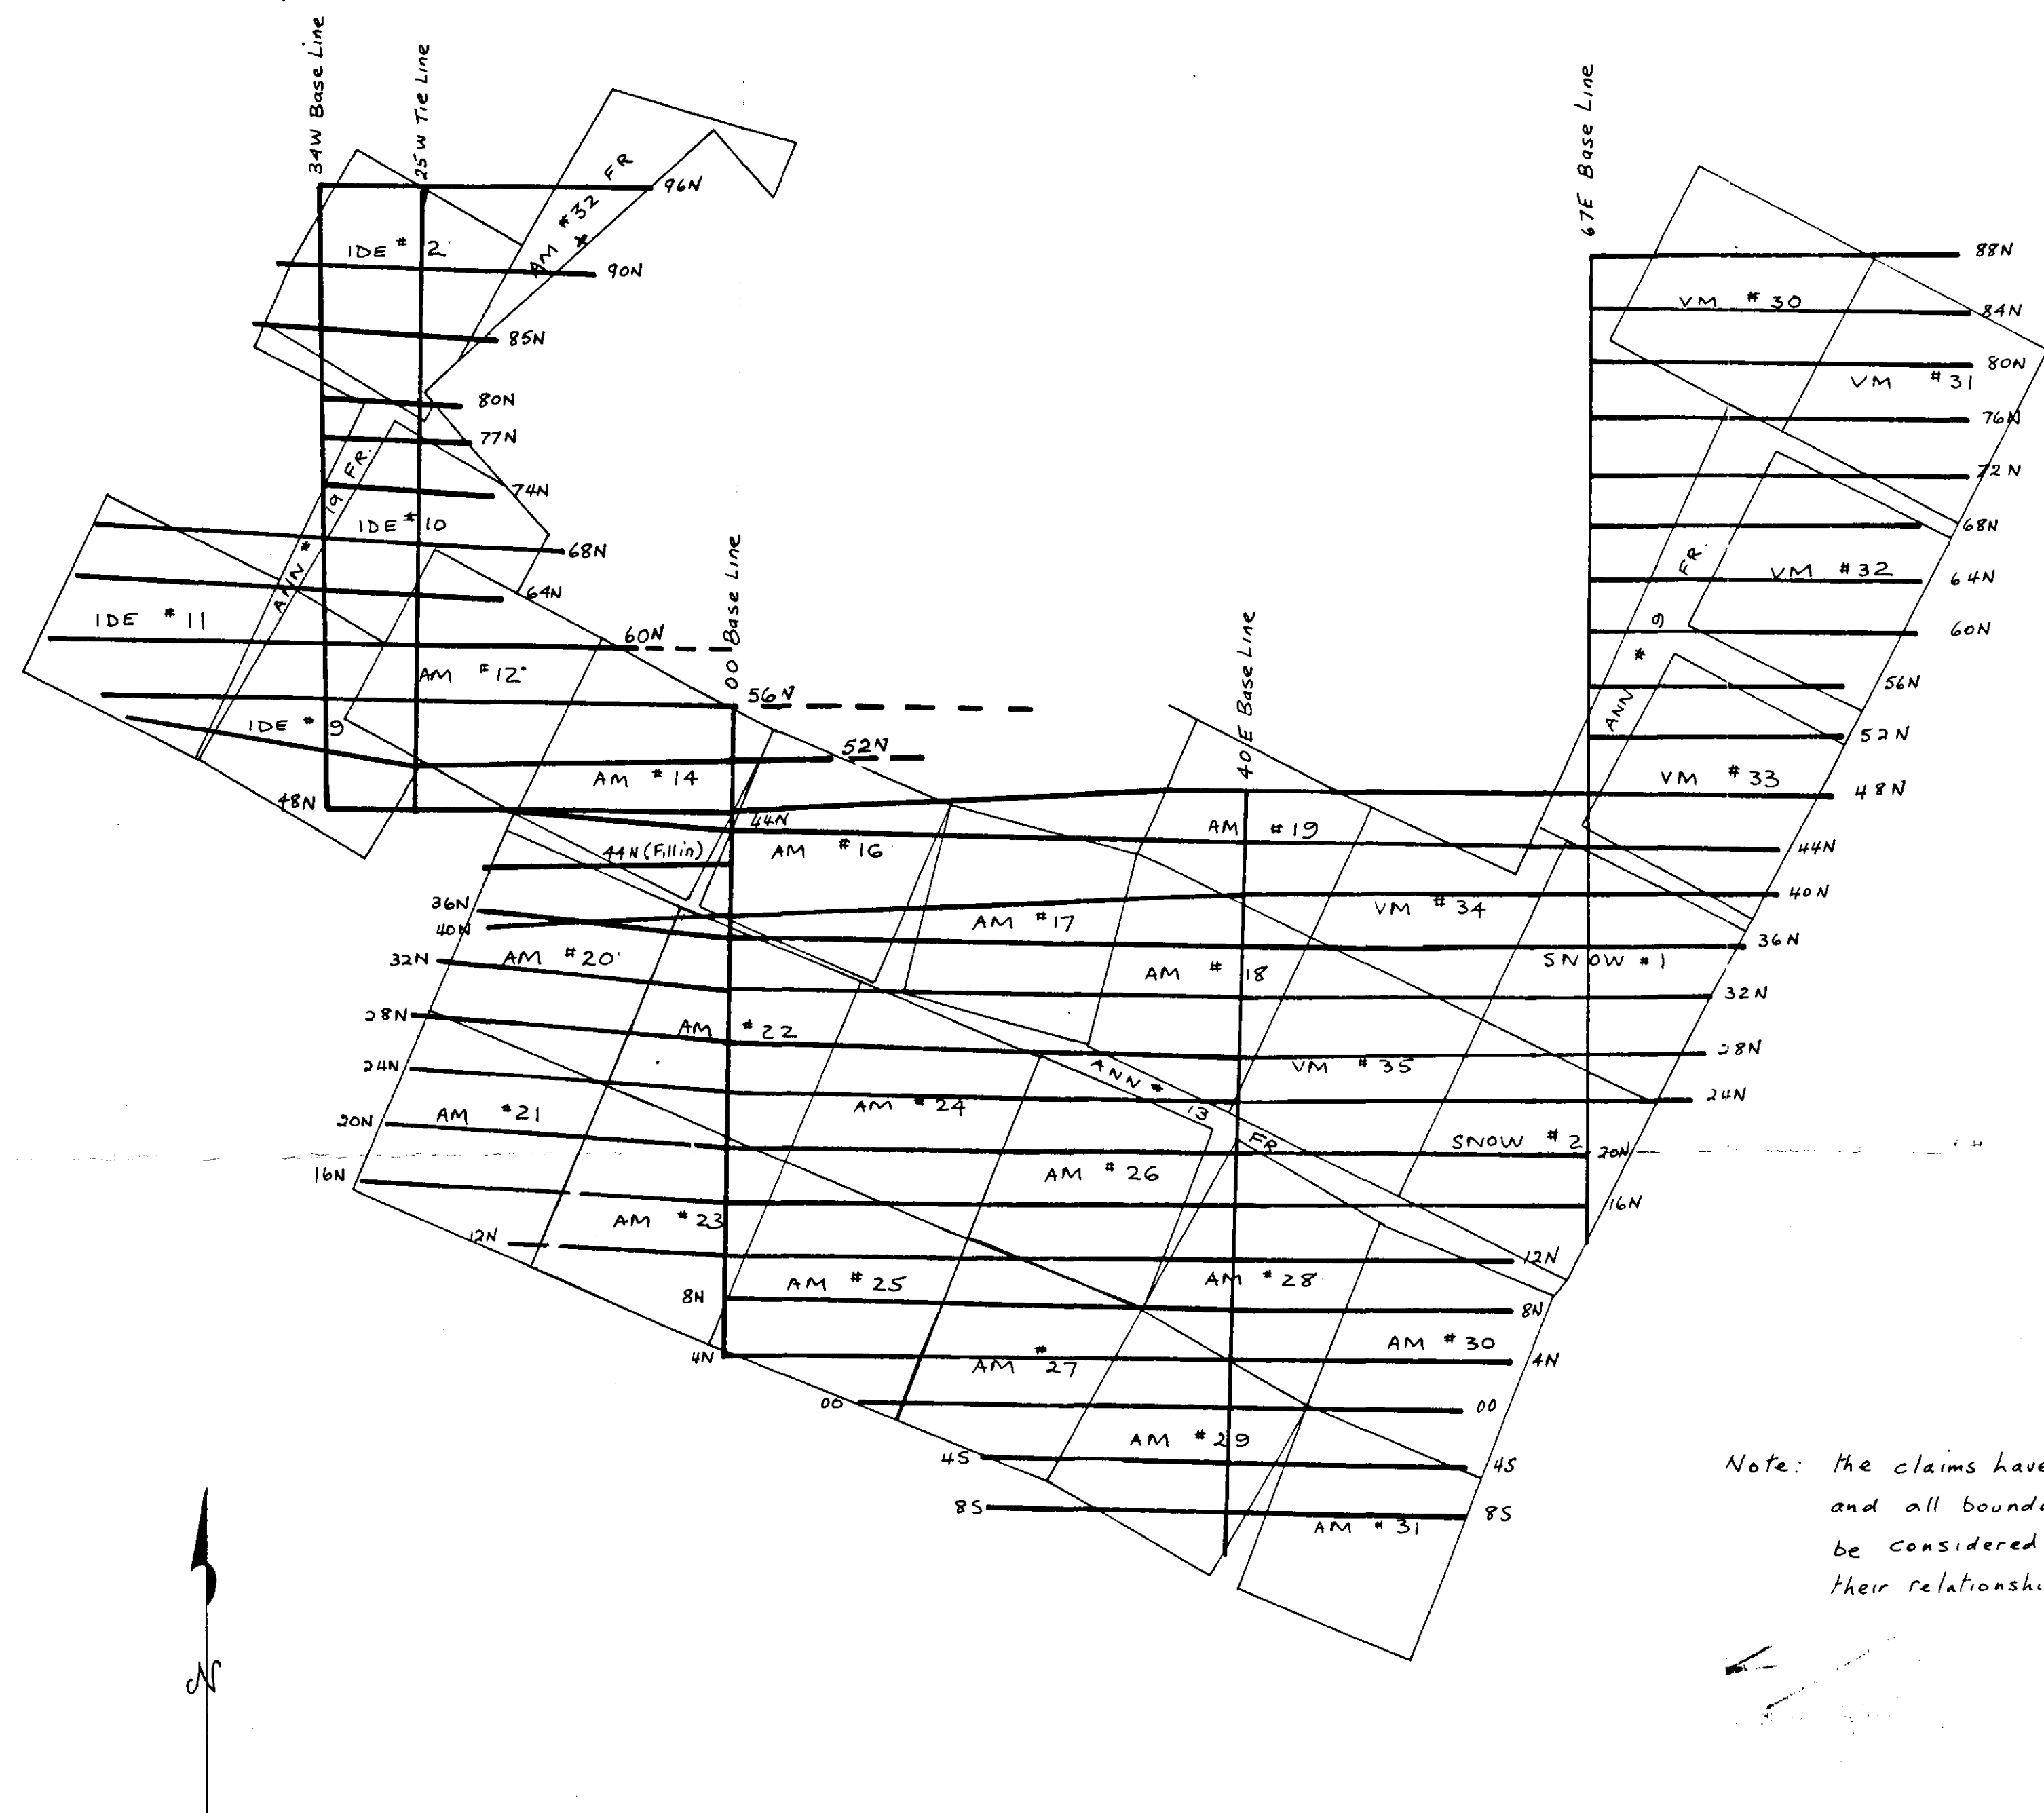 34W Base Line
25W Tie Line
67E Base Line
96N
AM #32 FR
IDE # 2
90N
88N
VM # 30
84N
85N
80N
VM # 31
80N
76N
77N
72N
ANN # 19 FR.
74N
IDE # 10
68N
68N
64N
ANN # 9 FR.
VM # 32
64N
IDE # 11
60N
60N
00 Base Line
40 E Base Line
AM # 12
56N
56N
IDE # 9
52N
52N
AM # 14
VM # 33
48N
48N
44N
AM # 19
44N (Fill in)
AM # 16
44N
36N
40N
AM # 17
VM # 34
40N
36N
32N
AM # 20
AM # 18
SNOW # 1
32N
28N
AM # 22
28N
24N
ANN # 13 FR
VM # 35
24N
AM # 24
20N
AM # 21
SNOW # 2
20N
16N
AM # 26
16N
AM # 23
12N
12N
AM # 25
AM # 28
8N
8N
AM # 30
4N
AM # 27
4N
00
00
AM # 29
4S
4S
8S
AM # 31
8S
Note: the claims have
and all bounda
be considered
their relationshi
N